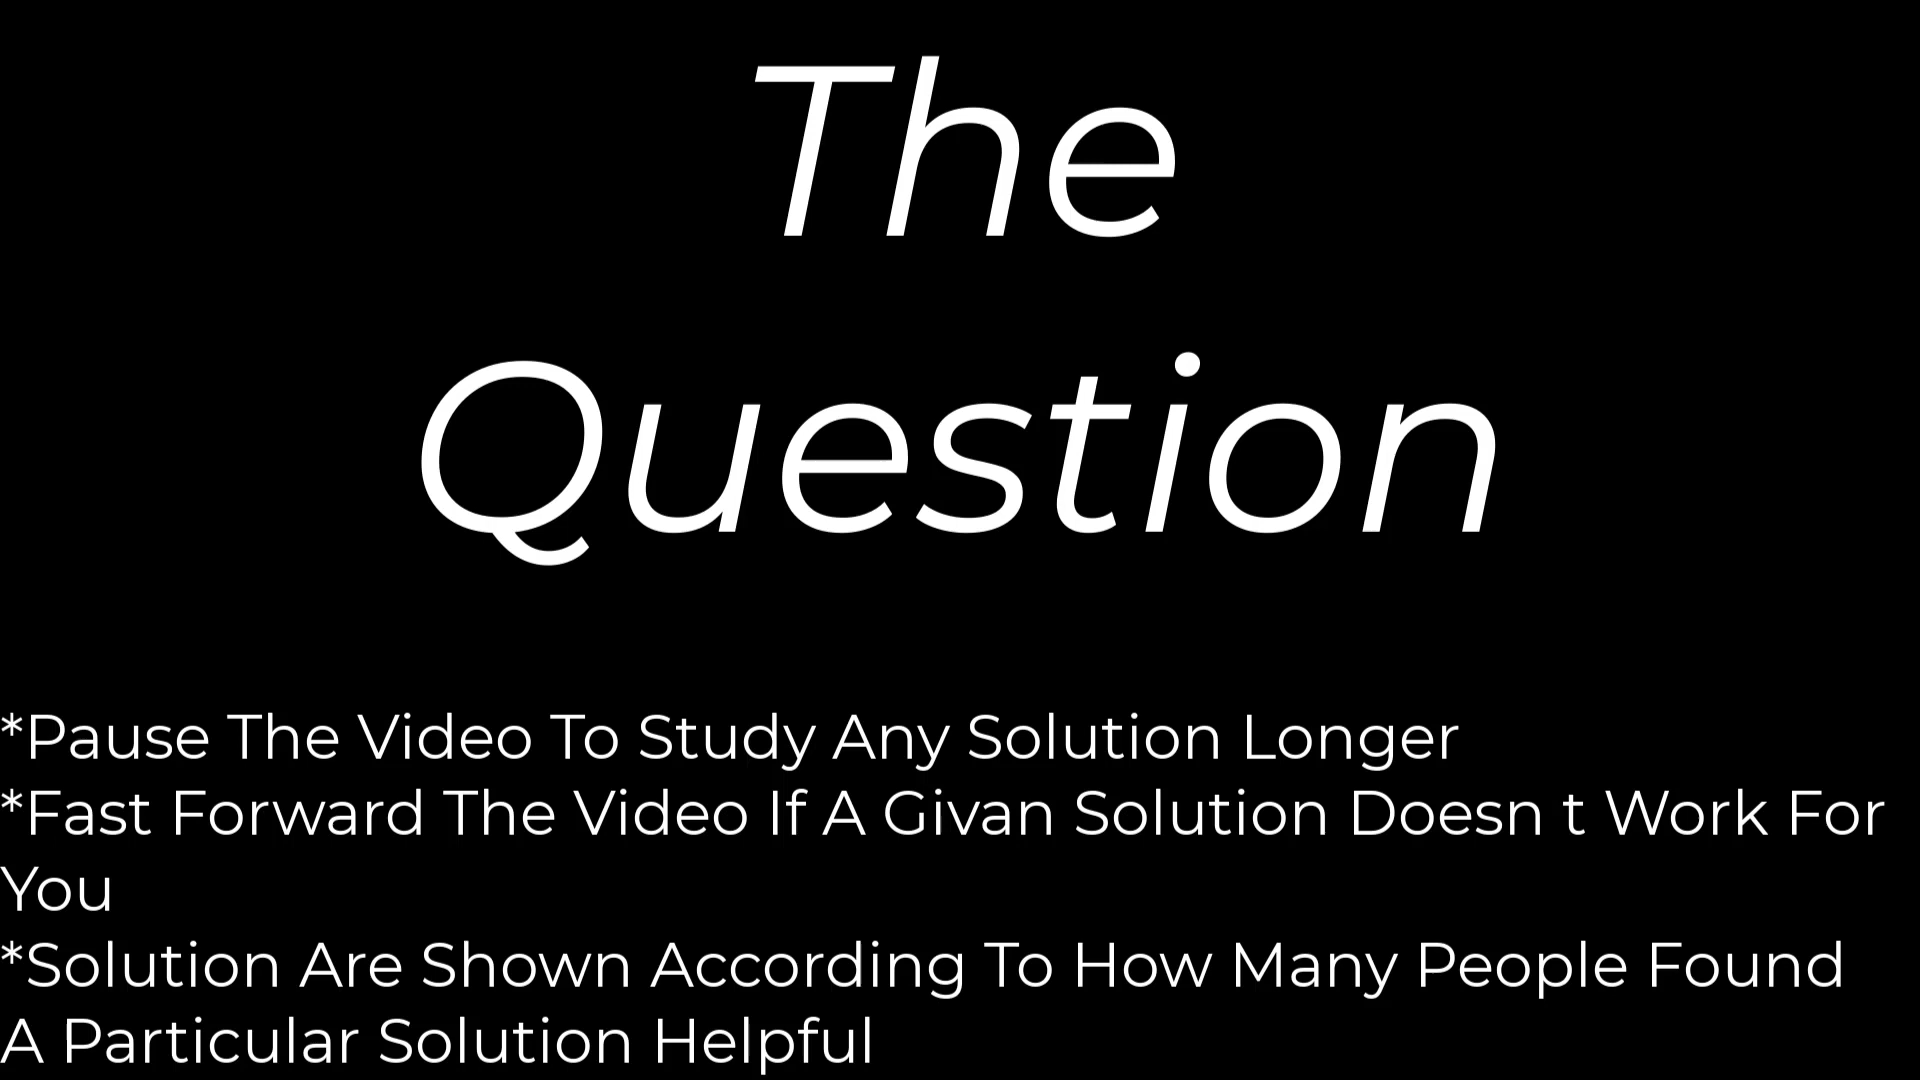 The
Question
*Pause The Video To Study Any Solution Longer
*Fast Forward The Video If A Givan Solution Doesn t Work For
You
*Solution Are Shown According To How Many People Found
A Particular Solution Helpful